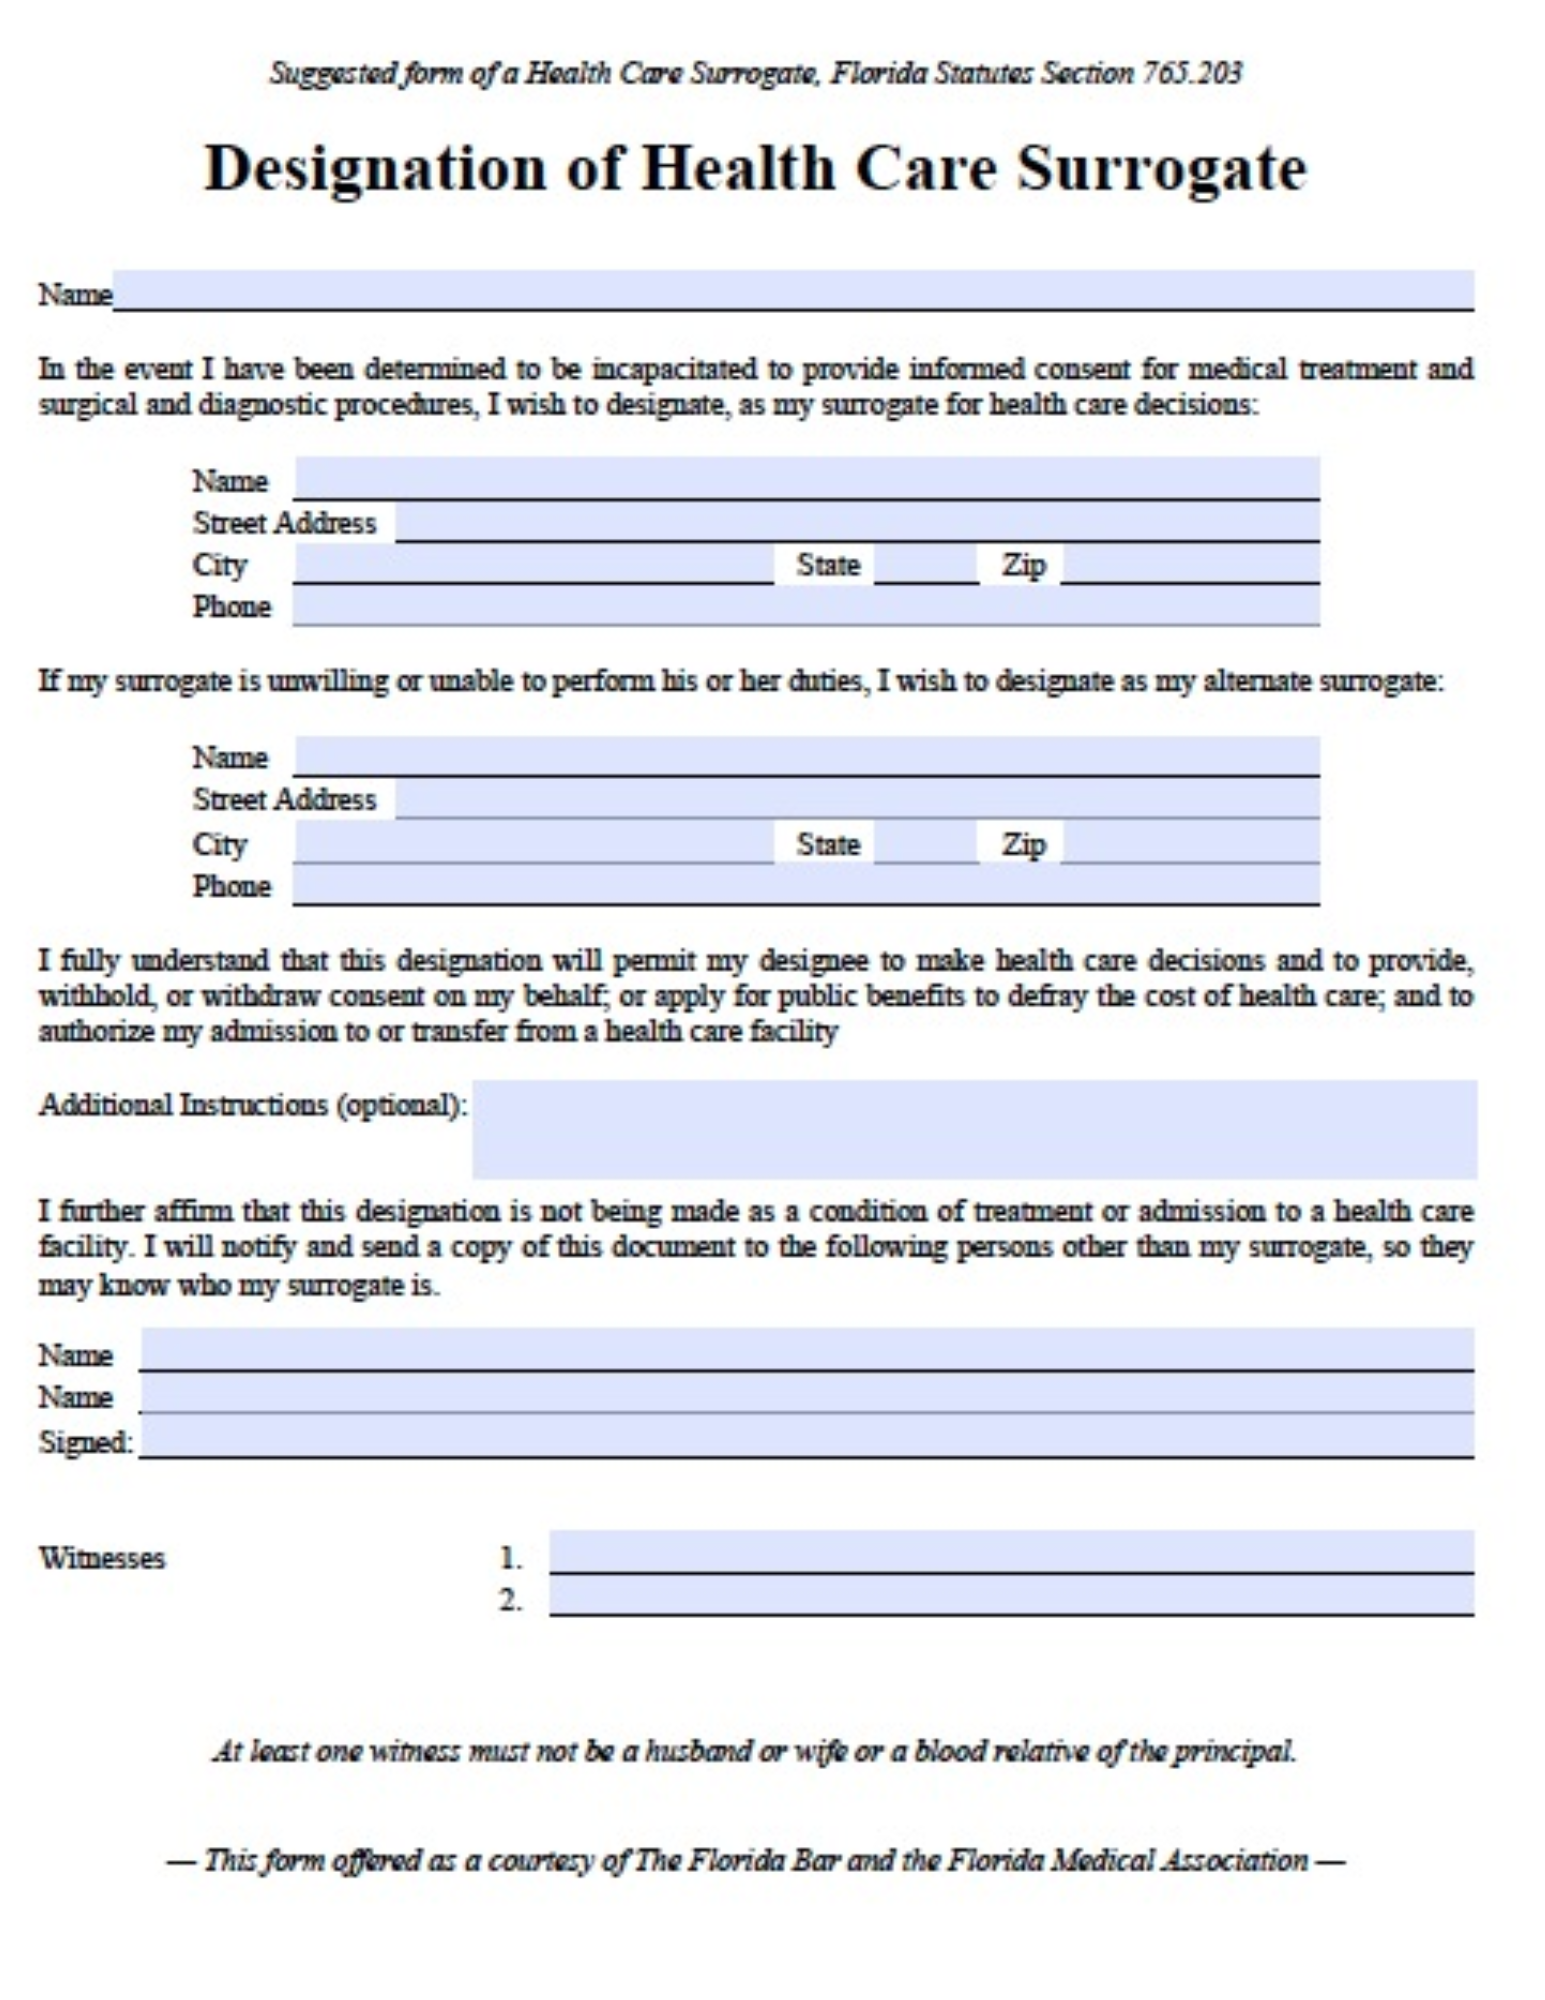 Suggested form of a Health Care Surrogate, Florida Statutes Section 765.203
Designation of Health Care Surrogate
Name
In the event I have been determined to be incapacitated to provide informed consent for medical treatment and
surgical and diagnostic procedures, I wish to designate, as my surrogate for health care decisions:
Name
Street Address
City State Zip
Phone
If my surrogate is unwilling or unable to perform his or her duties, I wish to designate as my alternate surrogate:
Name
Street Address
City State Zip
Phone
I fully understand that this designation will permit my designee to make health care decisions and to provide,
withhold, or withdraw consent on my behalf; or apply for public benefits to defray the cost of health care; and to
authorize my admission to or transfer from a health care facility
Additional Instructions (optional):
I further affirm that this designation is not being made as a condition of treatment or admission to a health care
facility. I will notify and send a copy of this document to the following persons other than my surrogate, so they
may know who my surrogate is.
Name
Name
Signed:
Witnesses 1.
2.
At least one witness must not be a husband or wife or a blood relative of the principal.
— This form offered as a courtesy of The Florida Bar and the Florida Medical Association —